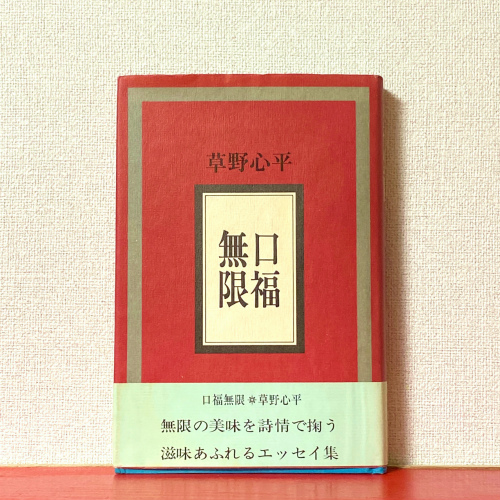 草野心平
口福
無限
口福無限✲草野心平
無限の美味を詩情で掬う
滋味あふれるエッセイ集